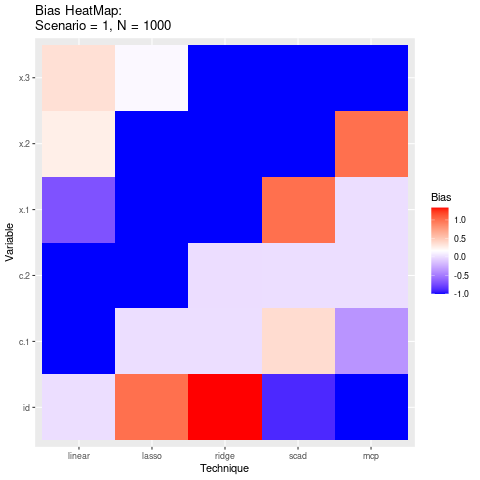 Bias HeatMap:
Scenario = 1, N = 1000
x.3
x.2
x.1
c.2
c.1
id
Variable
linear lasso ridge scad mcp
Technique
Bias
1.0
0.5
0.0
-0.5
-1.0